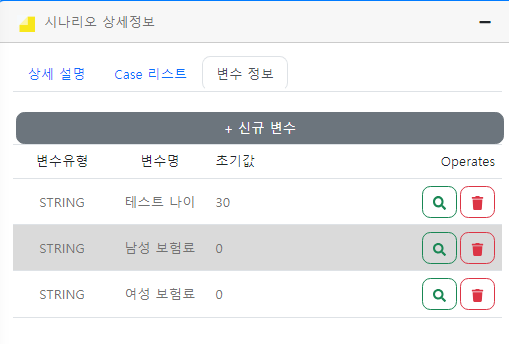 시나리오 상세정보
상세 설명 Case 리스트 변수 정보
+ 신규 변수
변수유형 변수명 초기값 Operates
STRING 테스트 나이 30
STRING 남성 보험료 0
STRING 여성 보험료 0